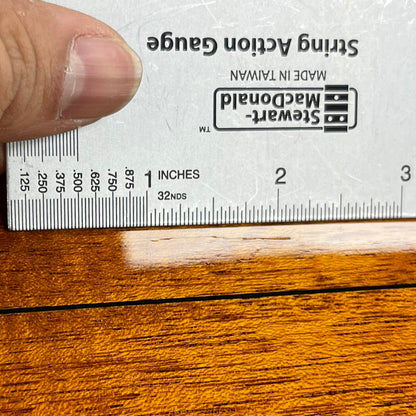 String Action Gauge
MADE IN TAIWAN
Stewart-
MacDonald
™
.125 .250 .375 .500 .625 .750 .875
1 INCHES 2 3
32NDS